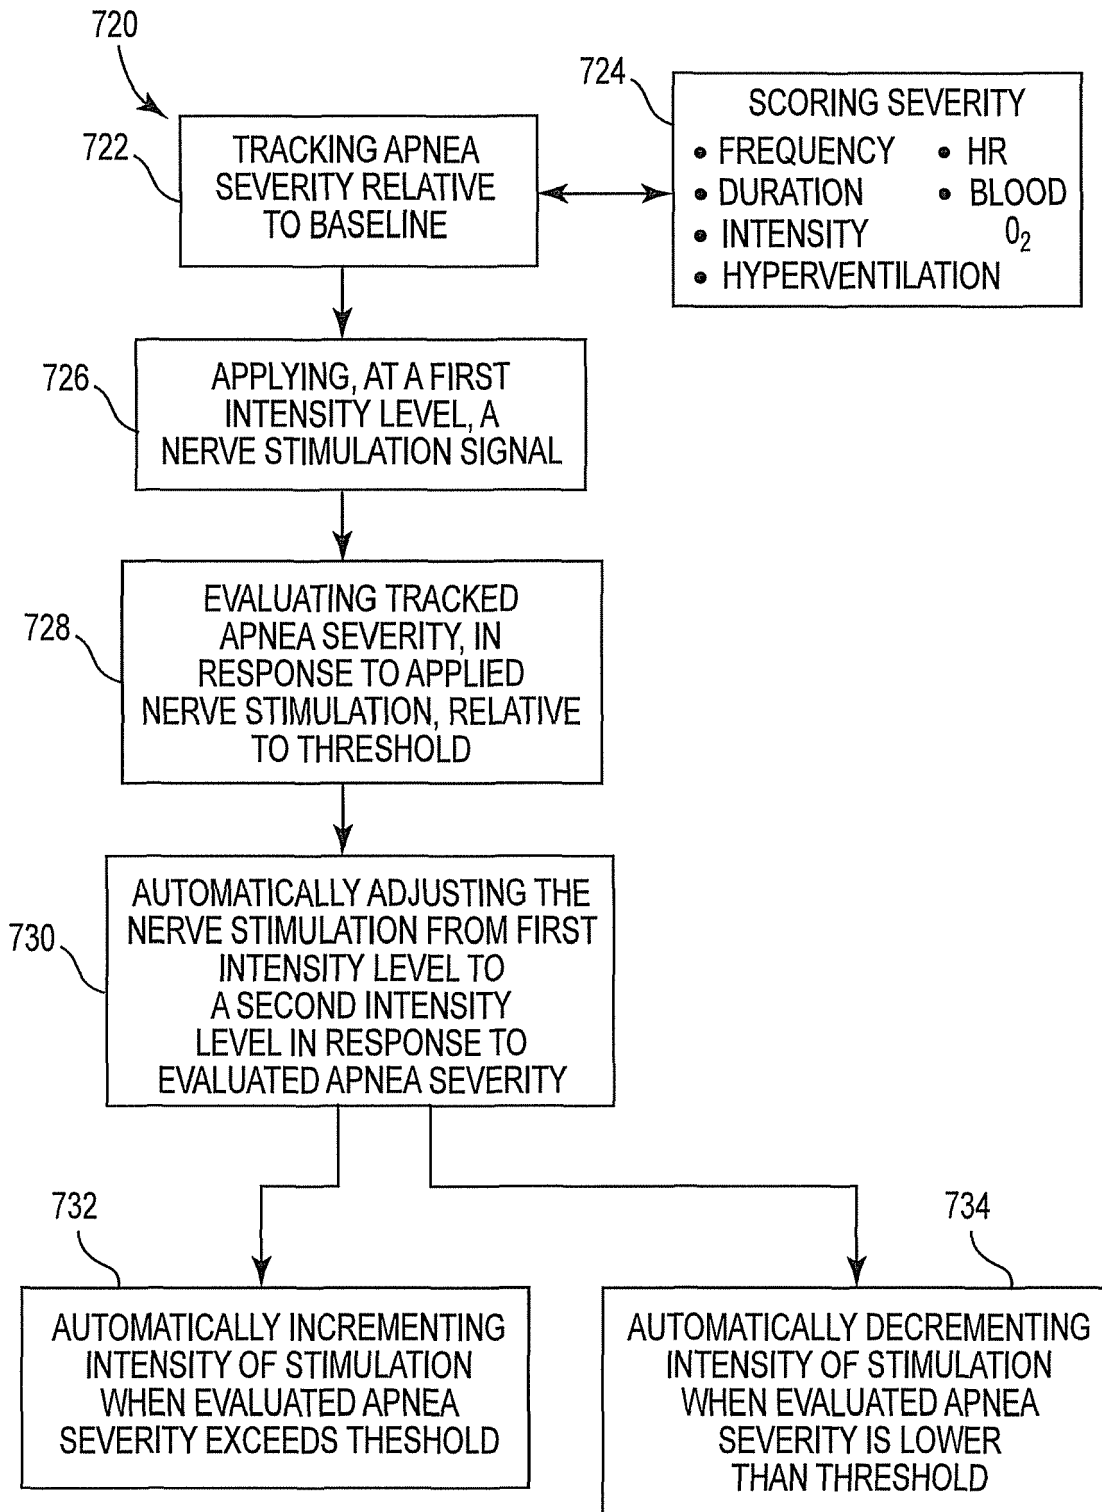 720
722
TRACKING APNEA
SEVERITY RELATIVE
TO BASELINE
724
SCORING SEVERITY
• FREQUENCY • HR
• DURATION • BLOOD
• INTENSITY O₂
• HYPERVENTILATION
726
APPLYING, AT A FIRST
INTENSITY LEVEL, A
NERVE STIMULATION SIGNAL
728
EVALUATING TRACKED
APNEA SEVERITY, IN
RESPONSE TO APPLIED
NERVE STIMULATION, RELATIVE
TO THRESHOLD
730
AUTOMATICALLY ADJUSTING THE
NERVE STIMULATION FROM FIRST
INTENSITY LEVEL TO
A SECOND INTENSITY
LEVEL IN RESPONSE TO
EVALUATED APNEA SEVERITY
732
AUTOMATICALLY INCREMENTING
INTENSITY OF STIMULATION
WHEN EVALUATED APNEA
SEVERITY EXCEEDS THESHOLD
734
AUTOMATICALLY DECREMENTING
INTENSITY OF STIMULATION
WHEN EVALUATED APNEA
SEVERITY IS LOWER
THAN THRESHOLD